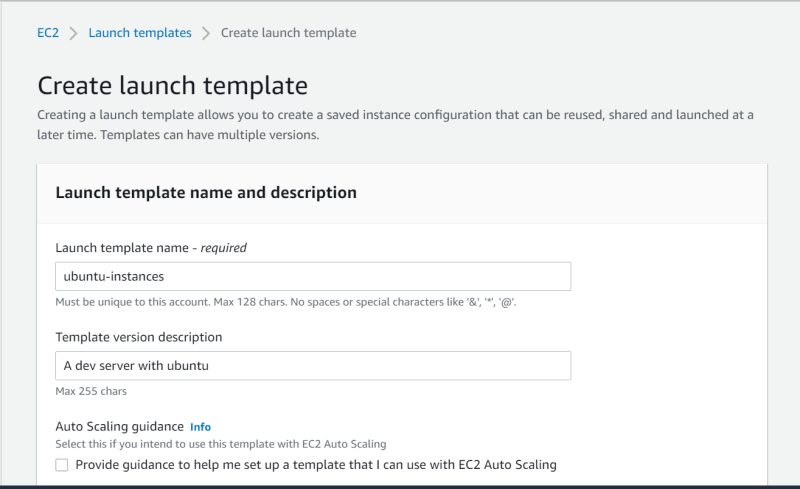 EC2 > Launch templates > Create launch template
Create launch template
Creating a launch template allows you to create a saved instance configuration that can be reused, shared and launched at a
later time. Templates can have multiple versions.
Launch template name and description
Launch template name - required
ubuntu-instances
Must be unique to this account. Max 128 chars. No spaces or special characters like '&', '*', '@'.
Template version description
A dev server with ubuntu
Max 255 chars
Auto Scaling guidance Info
Select this if you intend to use this template with EC2 Auto Scaling
Provide guidance to help me set up a template that I can use with EC2 Auto Scaling